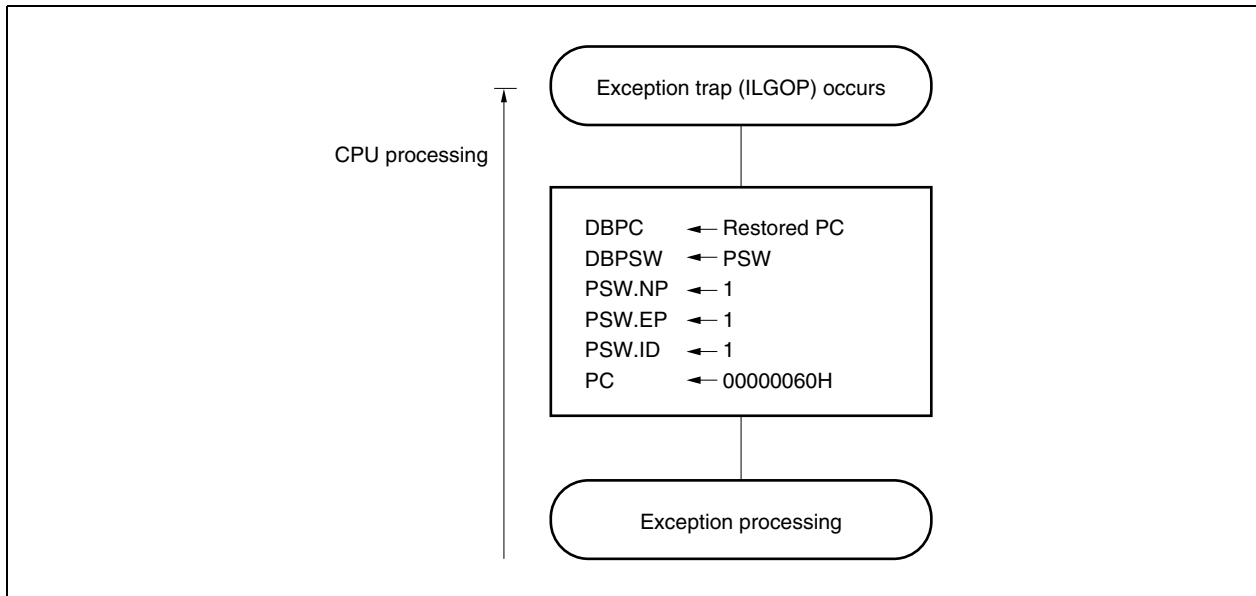 Exception trap (ILGOP) occurs
CPU processing
DBPC ← Restored PC
DBPSW ← PSW
PSW.NP ← 1
PSW.EP ← 1
PSW.ID ← 1
PC ← 00000060H
Exception processing